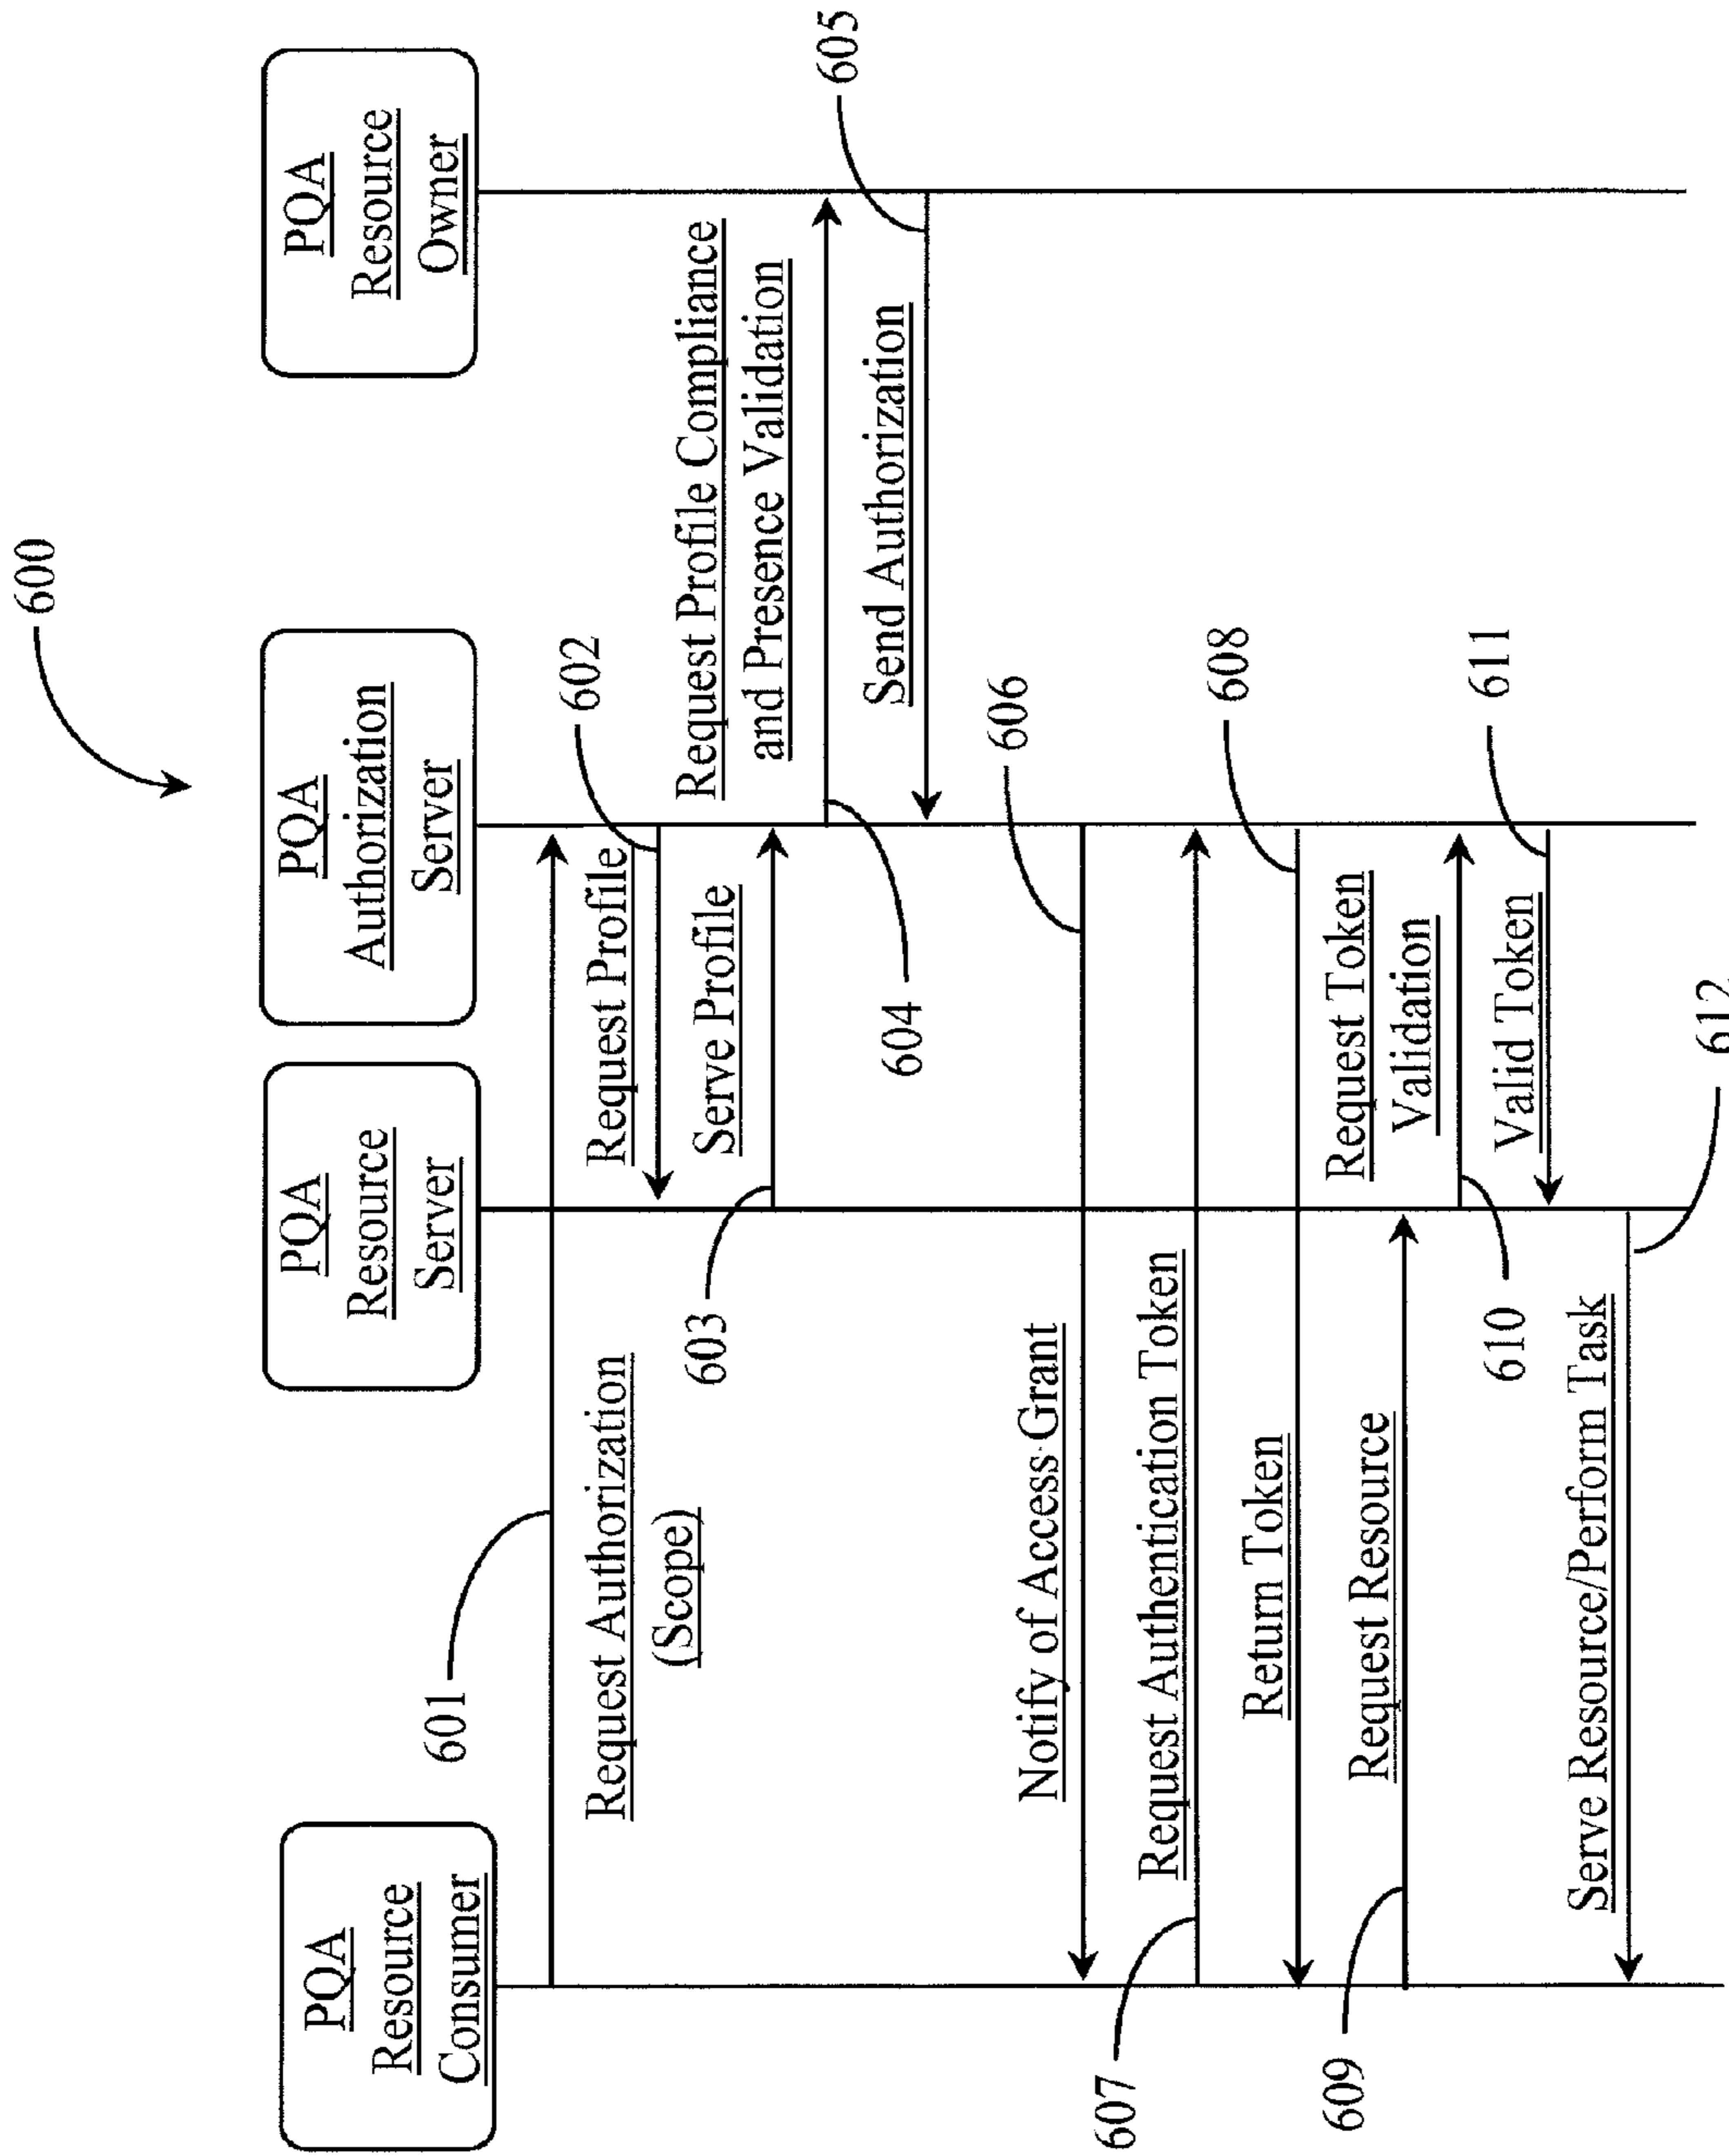 600
PQA
Resource
Consumer
PQA
Resource
Server
PQA
Authorization
Server
PQA
Resource
Owner
601
Request Authorization
(Scope)
602
Request Profile
603
Serve Profile
604
Request Profile Compliance
and Presence Validation
605
Send Authorization
606
Notify of Access Grant
607
Request Authentication Token
608
Return Token
609
Request Resource
610
Request Token
Validation
611
Valid Token
612
Serve Resource/Perform Task